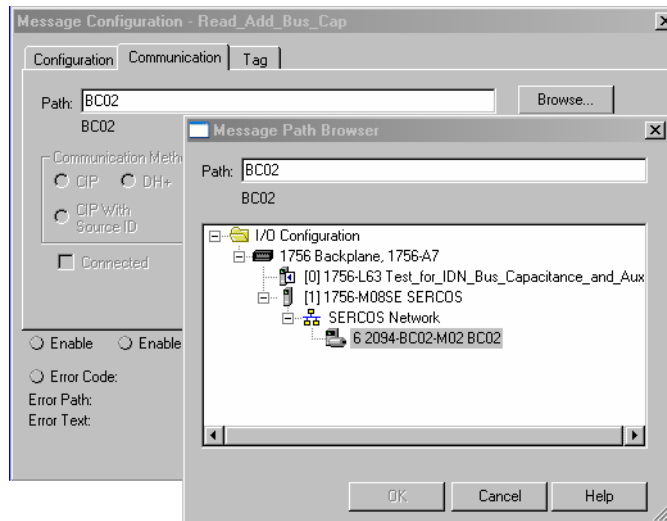 Message Configuration - Read_Add_Bus_Cap
Configuration Communication Tag
Path: BC02 Browse...
BC02
Communication Meth
CIP DH+
CIP With
Source ID
Connected
Enable Enable
Error Code:
Error Path:
Error Text:
Message Path Browser
Path: BC02
BC02
I/O Configuration
1756 Backplane, 1756-A7
[0] 1756-L63 Test_for_IDN_Bus_Capacitance_and_Aux
[1] 1756-M08SE SERCOS
SERCOS Network
6 2094-BC02-M02 BC02
OK Cancel Help